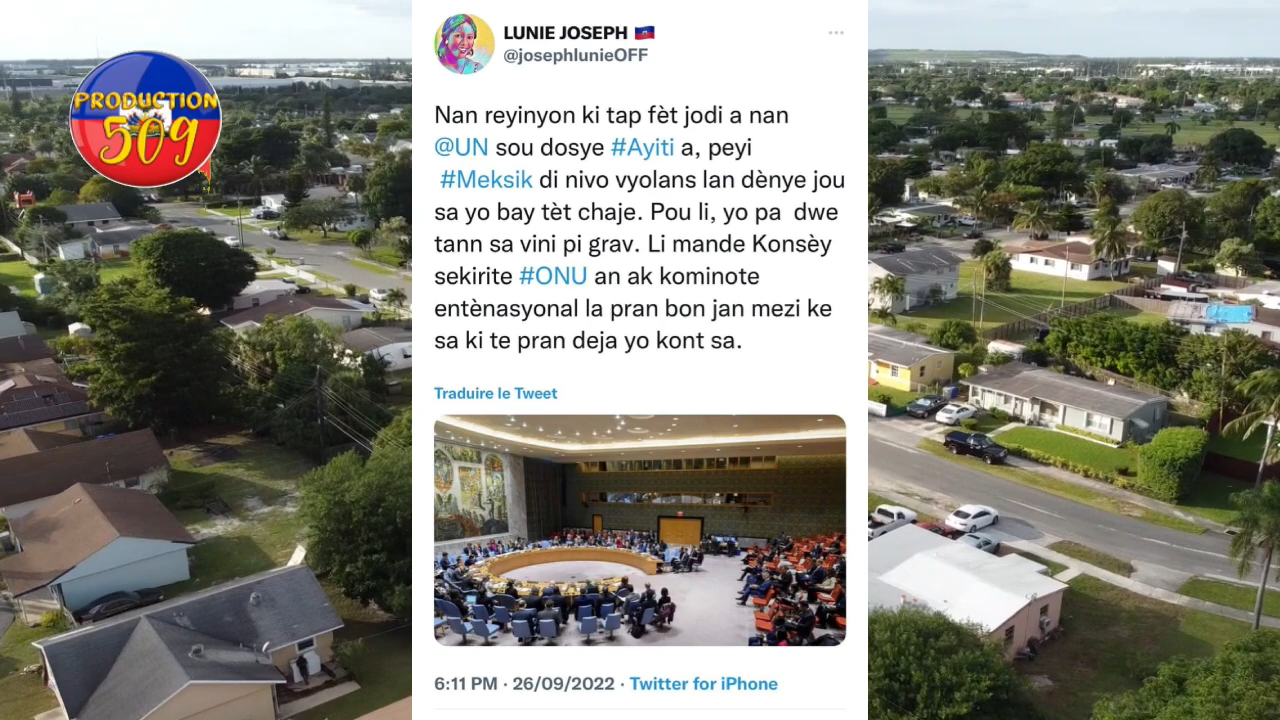 PRODUCTION
509
LUNIE JOSEPH 🇭🇹
@josephlunieOFF
Nan reyinyon ki tap fèt jodi a nan
@UN sou dosye #Ayiti a, peyi
#Meksik di nivo vyolans lan dènye jou
sa yo bay tèt chaje. Pou li, yo pa dwe
tann sa vini pi grav. Li mande Konsèy
sekirite #ONU an ak kominote
entènasyonal la pran bon jan mezi ke
sa ki te pran deja yo kont sa.
Traduire le Tweet
6:11 PM · 26/09/2022 · Twitter for iPhone